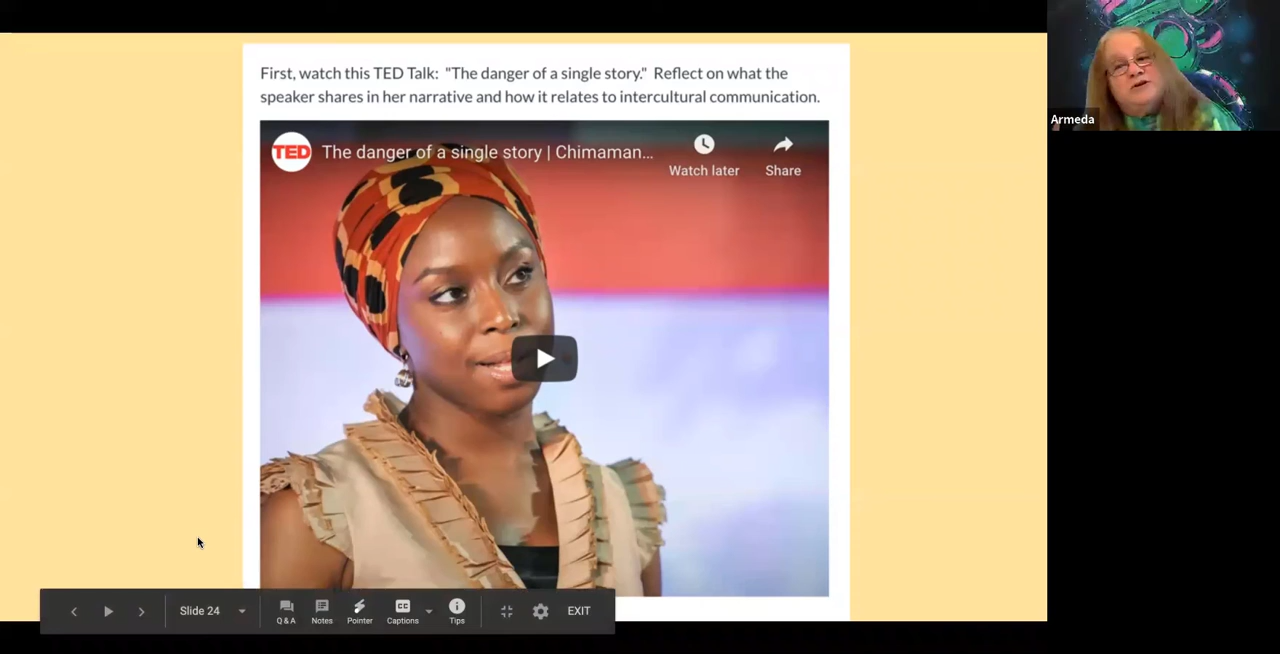 First, watch this TED Talk: "The danger of a single story." Reflect on what the
speaker shares in her narrative and how it relates to intercultural communication.
TED
The danger of a single story | Chimaman...
Watch later
Share
Armeda
Slide 24
Q & A
Notes
Pointer
CC
Captions
Tips
EXIT